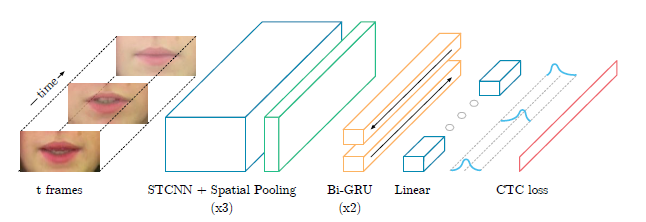 time
t frames
STCNN + Spatial Pooling
(x3)
Bi-GRU
(x2)
Linear
CTC loss